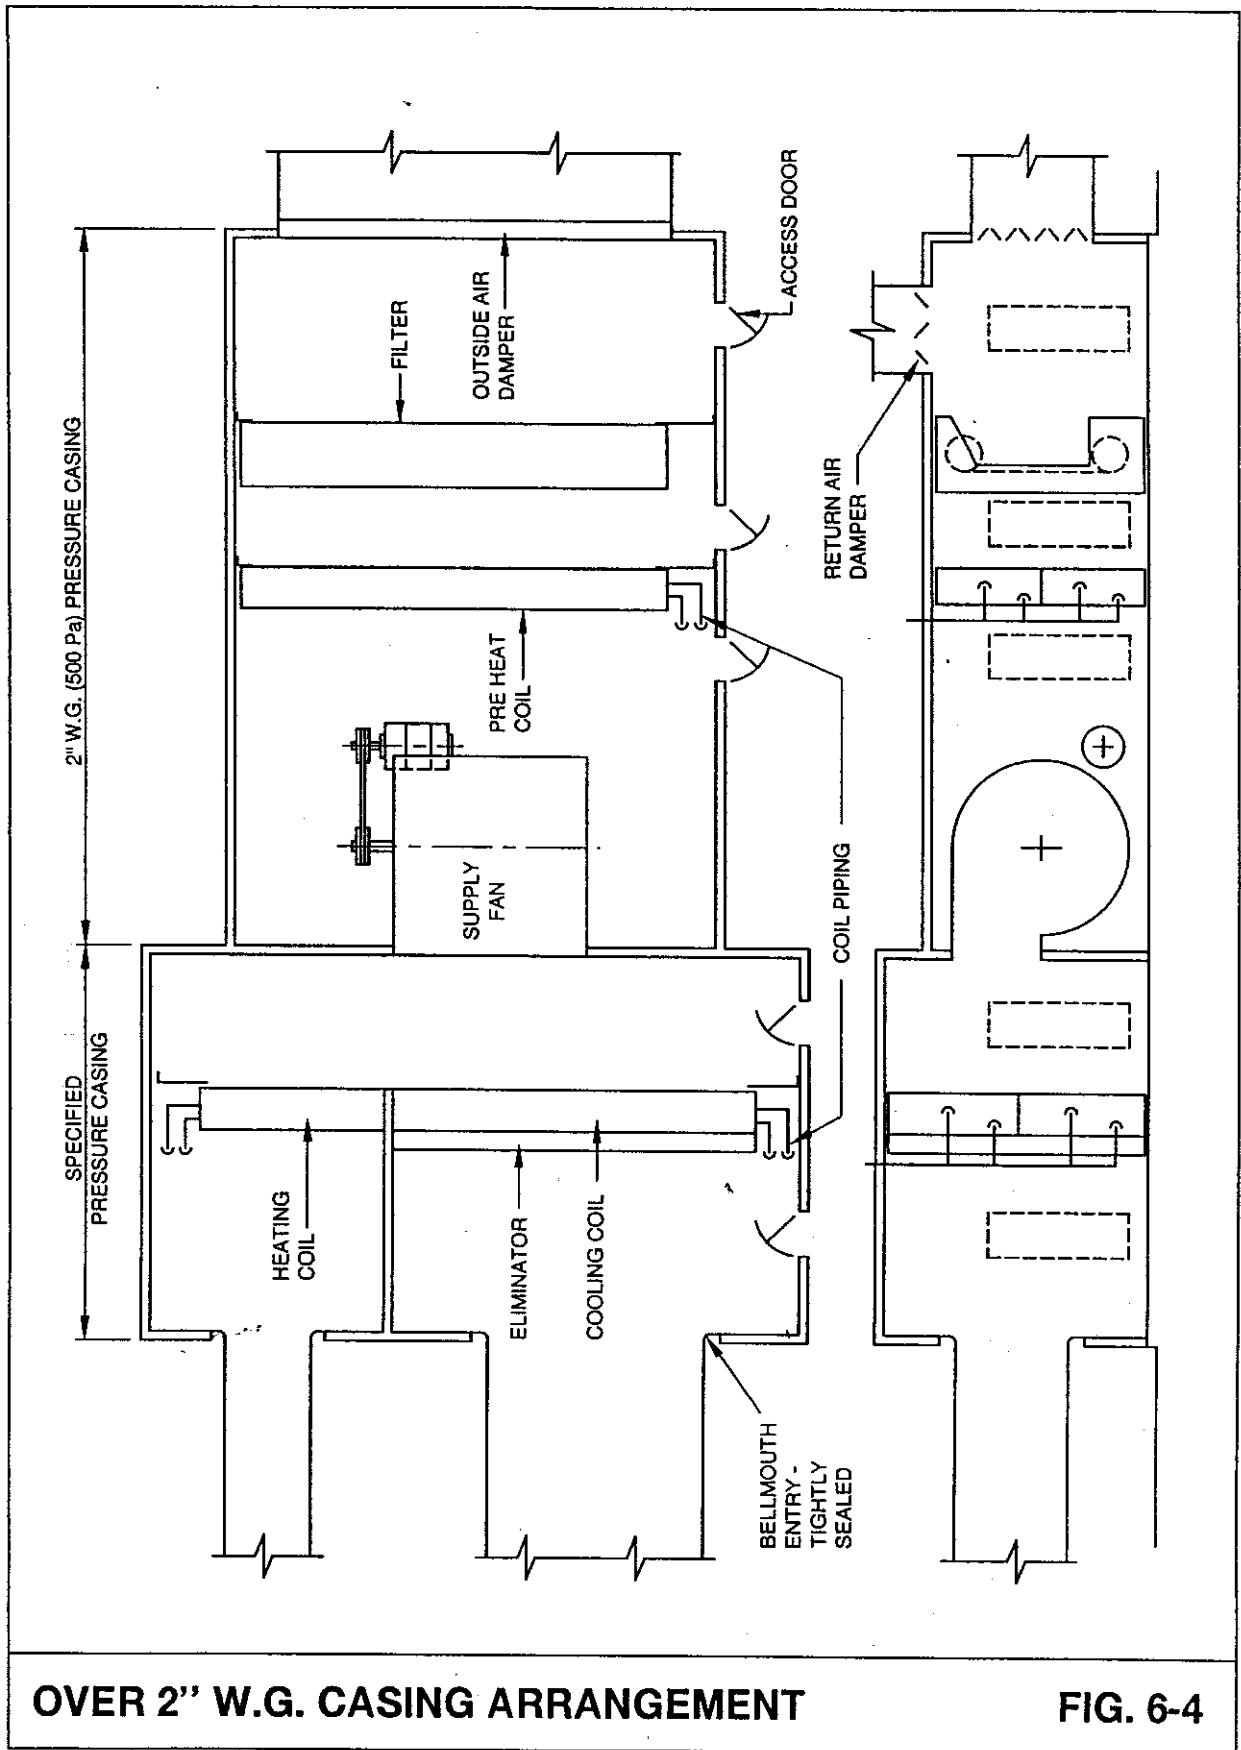 2" W.G. (500 Pa) PRESSURE CASING
SPECIFIED
PRESSURE CASING
FILTER
OUTSIDE AIR
DAMPER
ACCESS DOOR
PRE HEAT
COIL
RETURN AIR
DAMPER
SUPPLY
FAN
COIL PIPING
HEATING
COIL
ELIMINATOR
COOLING COIL
BELLMOUTH
ENTRY -
TIGHTLY
SEALED
OVER 2'' W.G. CASING ARRANGEMENT
FIG. 6-4